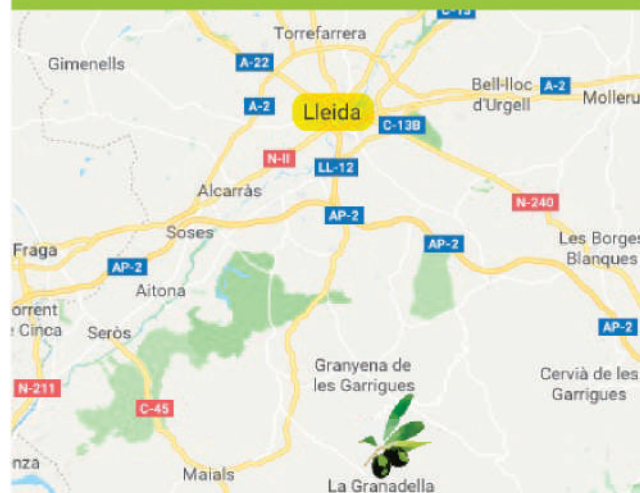 C-13
Torrefarrera
Gimenells
A-22
Bell-lloc
d'Urgell
A-2
Molleru
A-2
Lleida
C-13B
N-II
LL-12
Alcarràs
N-240
AP-2
Soses
AP-2
Les Borges
Blanques
Fraga
AP-2
Aitona
orrent
Cinca
Seròs
AP-2
Granyena de
les Garrigues
Cervià de les
Garrigues
N-211
C-45
nza
Maials
La Granadella